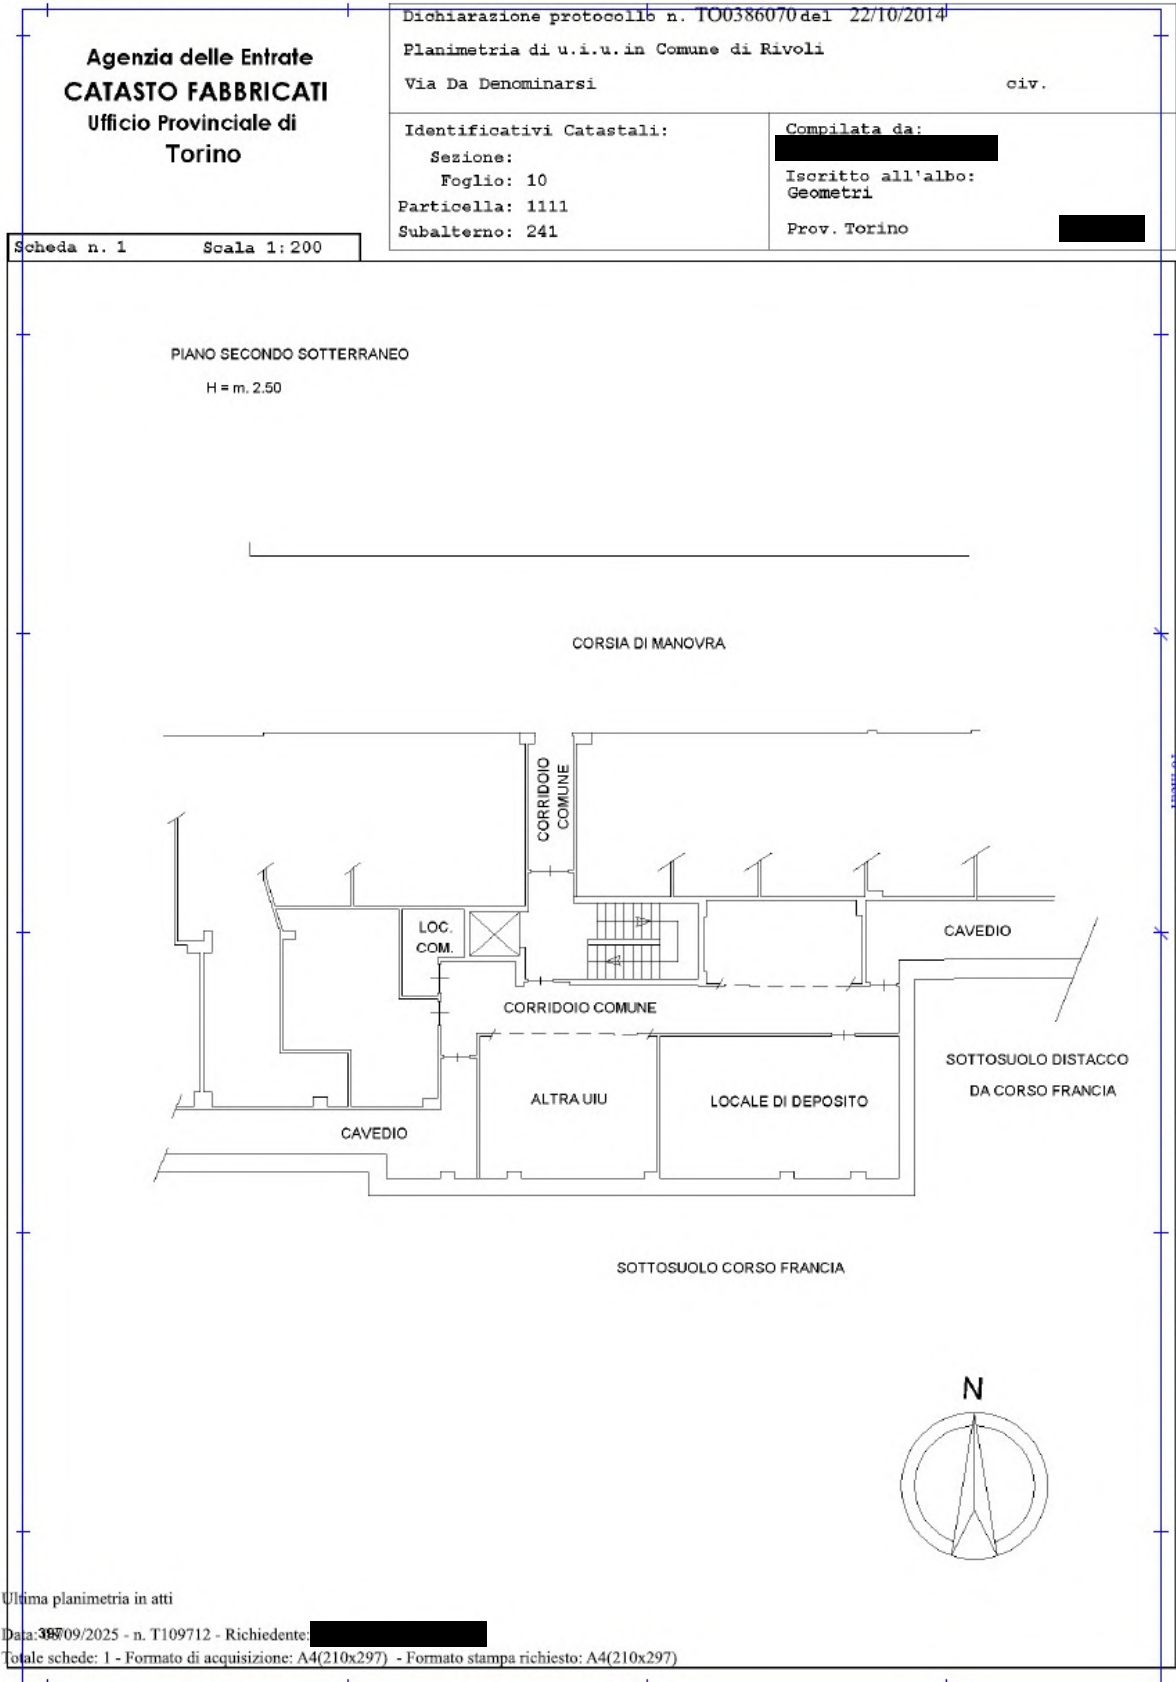 Agenzia delle Entrate
CATASTO FABBRICATI
Ufficio Provinciale di
Torino
Dichiarazione protocollo n. TO0386070 del 22/10/2014
Planimetria di u.i.u. in Comune di Rivoli
Via Da Denominarsi civ.
Identificativi Catastali:
Sezione:
Foglio: 10
Particella: 1111
Subalterno: 241
Compilata da:
Iscritto all'albo:
Geometri
Prov. Torino
Scheda n. 1 Scala 1:200
PIANO SECONDO SOTTERRANEO
H = m. 2.50
CORSIA DI MANOVRA
CORRIDOIO
COMUNE
LOC.
COM.
CAVEDIO
CORRIDOIO COMUNE
SOTTOSUOLO DISTACCO
DA CORSO FRANCIA
ALTRA UIU
LOCALE DI DEPOSITO
CAVEDIO
SOTTOSUOLO CORSO FRANCIA
N
Ultima planimetria in atti
Data: /09/2025 - n. T109712 - Richiedente:
397
Totale schede: 1 - Formato di acquisizione: A4(210x297) - Formato stampa richiesto: A4(210x297)